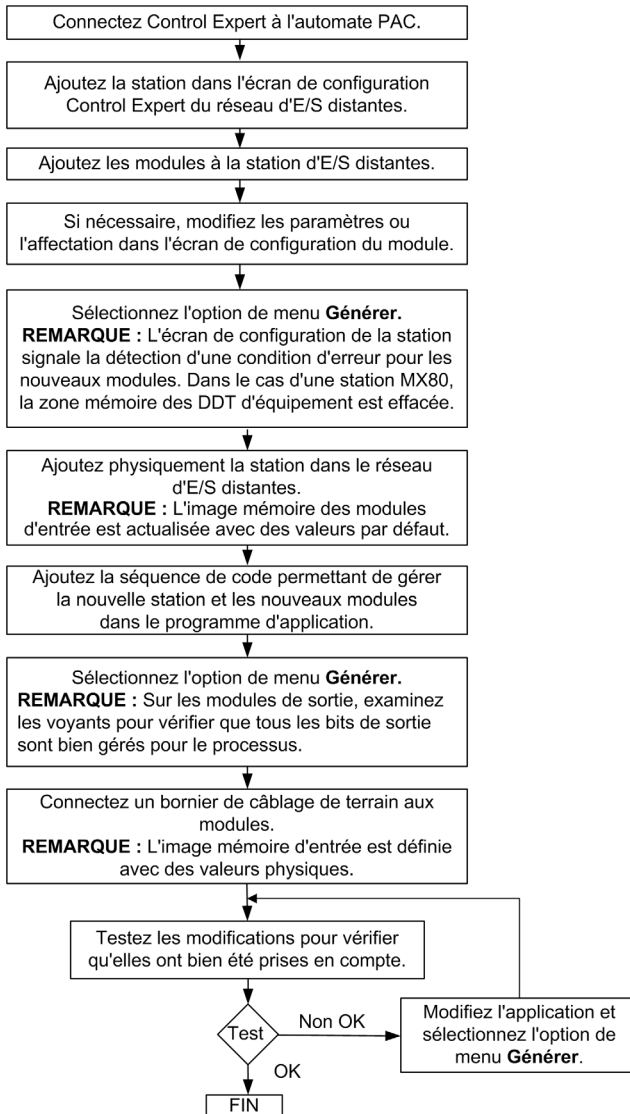 Connectez Control Expert à l'automate PAC.
Ajoutez la station dans l'écran de configuration
Control Expert du réseau d'E/S distantes.
Ajoutez les modules à la station d'E/S distantes.
Si nécessaire, modifiez les paramètres ou
l'affectation dans l'écran de configuration du module.
Sélectionnez l'option de menu Générer.
REMARQUE : L'écran de configuration de la station
signale la détection d'une condition d'erreur pour les
nouveaux modules. Dans le cas d'une station MX80,
la zone mémoire des DDT d'équipement est effacée.
Ajoutez physiquement la station dans le réseau
d'E/S distantes.
REMARQUE : L'image mémoire des modules
d'entrée est actualisée avec des valeurs par défaut.
Ajoutez la séquence de code permettant de gérer
la nouvelle station et les nouveaux modules
dans le programme d'application.
Sélectionnez l'option de menu Générer.
REMARQUE : Sur les modules de sortie, examinez
les voyants pour vérifier que tous les bits de sortie
sont bien gérés pour le processus.
Connectez un bornier de câblage de terrain aux
modules.
REMARQUE : L'image mémoire d'entrée est définie
avec des valeurs physiques.
Testez les modifications pour vérifier
qu'elles ont bien été prises en compte.
Test
Non OK
Modifiez l'application et
sélectionnez l'option de
menu Générer.
OK
FIN